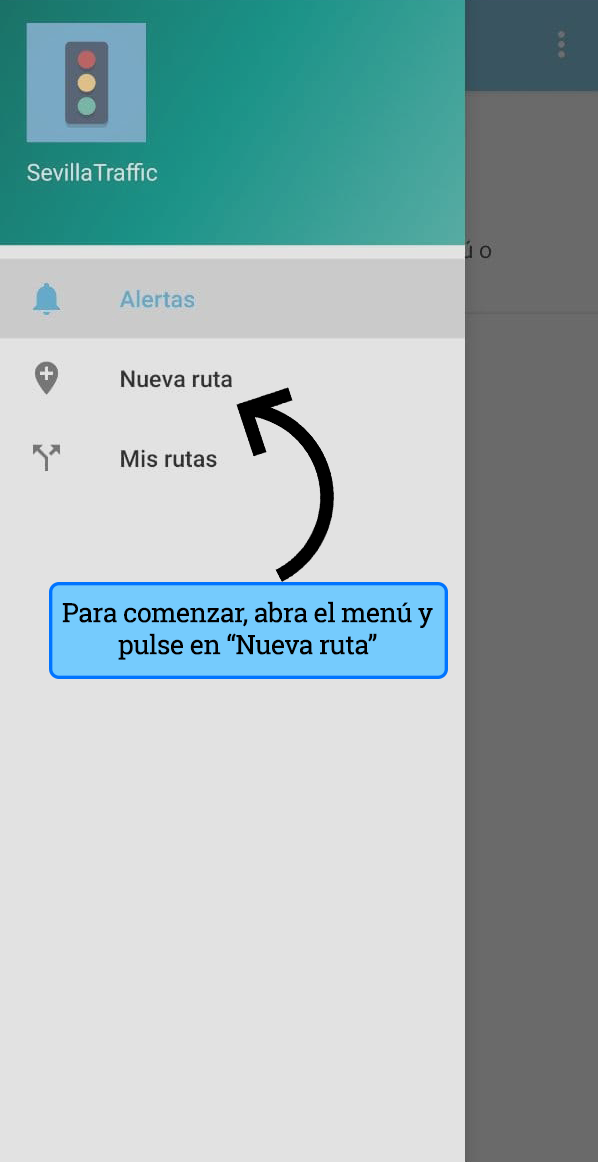 SevillaTraffic
ú o
Alertas
Nueva ruta
Mis rutas
Para comenzar, abra el menú y
pulse en “Nueva ruta”